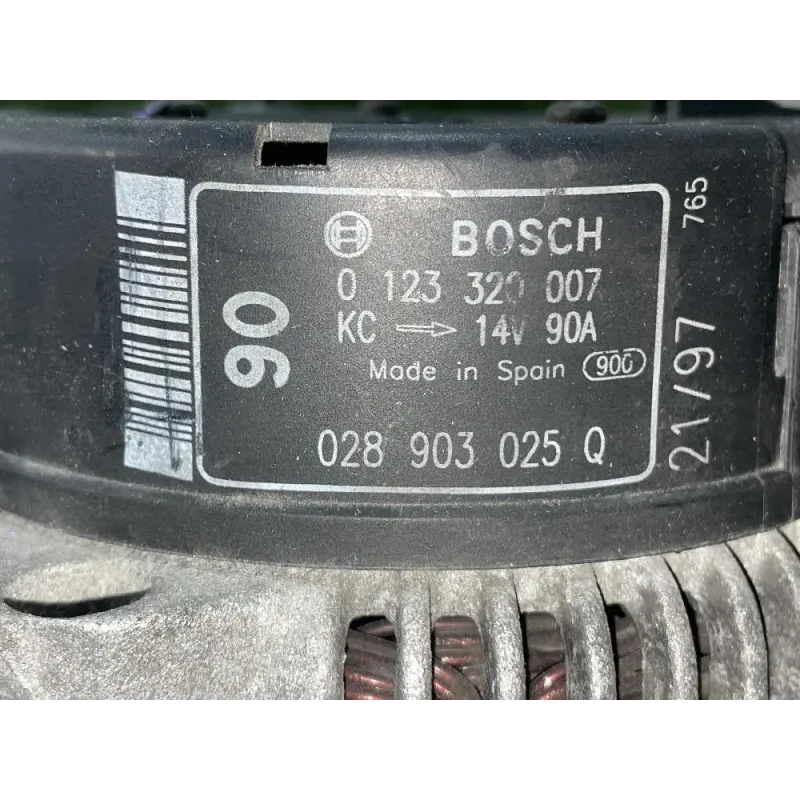 BOSCH
0 123 320 007
KC → 14V 90A
Made in Spain 900
028 903 025 Q
90
21/97
765